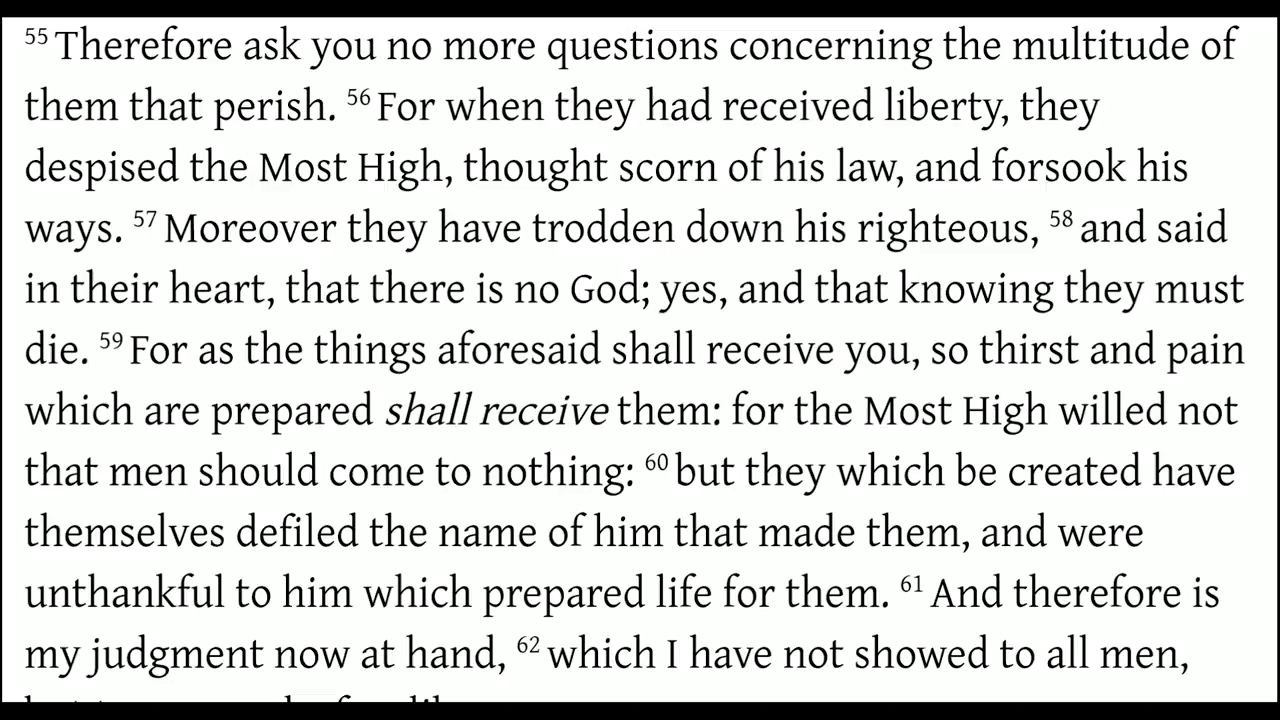 55 Therefore ask you no more questions concerning the multitude of
them that perish. 56 For when they had received liberty, they
despised the Most High, thought scorn of his law, and forsook his
ways. 57 Moreover they have trodden down his righteous, 58 and said
in their heart, that there is no God; yes, and that knowing they must
die. 59 For as the things aforesaid shall receive you, so thirst and pain
which are prepared shall receive them: for the Most High willed not
that men should come to nothing: 60 but they which be created have
themselves defiled the name of him that made them, and were
unthankful to him which prepared life for them. 61 And therefore is
my judgment now at hand, 62 which I have not showed to all men,